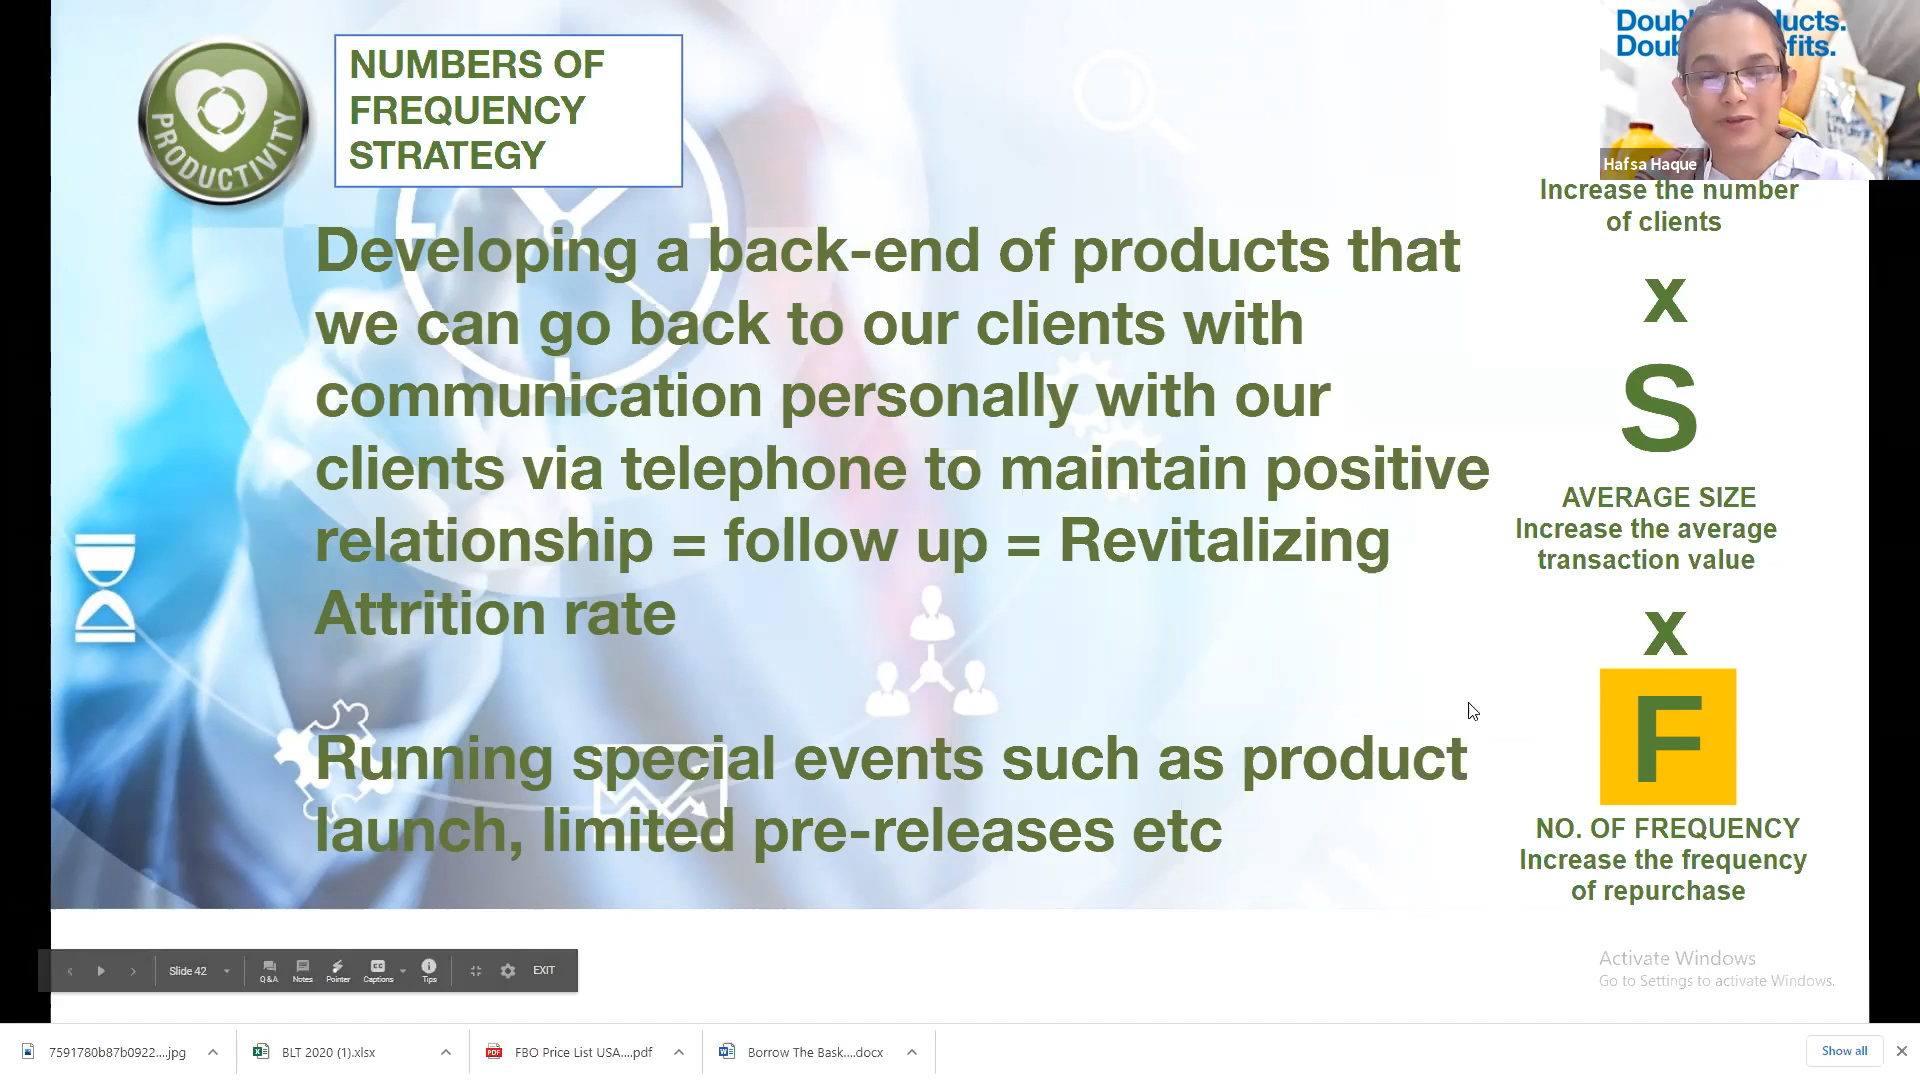 PRODUCTIVITY
NUMBERS OF
FREQUENCY
STRATEGY
Developing a back-end of products that
we can go back to our clients with
communication personally with our
clients via telephone to maintain positive
relationship = follow up = Revitalizing
Attrition rate
Running special events such as product
launch, limited pre-releases etc
Hafsa Haque
Increase the number
of clients
x
S
AVERAGE SIZE
Increase the average
transaction value
x
F
NO. OF FREQUENCY
Increase the frequency
of repurchase
Activate Windows
Go to Settings to activate Windows.
Slide 42
Q&A
Notes
Pointer
Captions
Tips
EXIT
7591780b87b0922....jpg
BLT 2020 (1).xlsx
FBO Price List USA....pdf
Borrow The Bask....docx
Show all